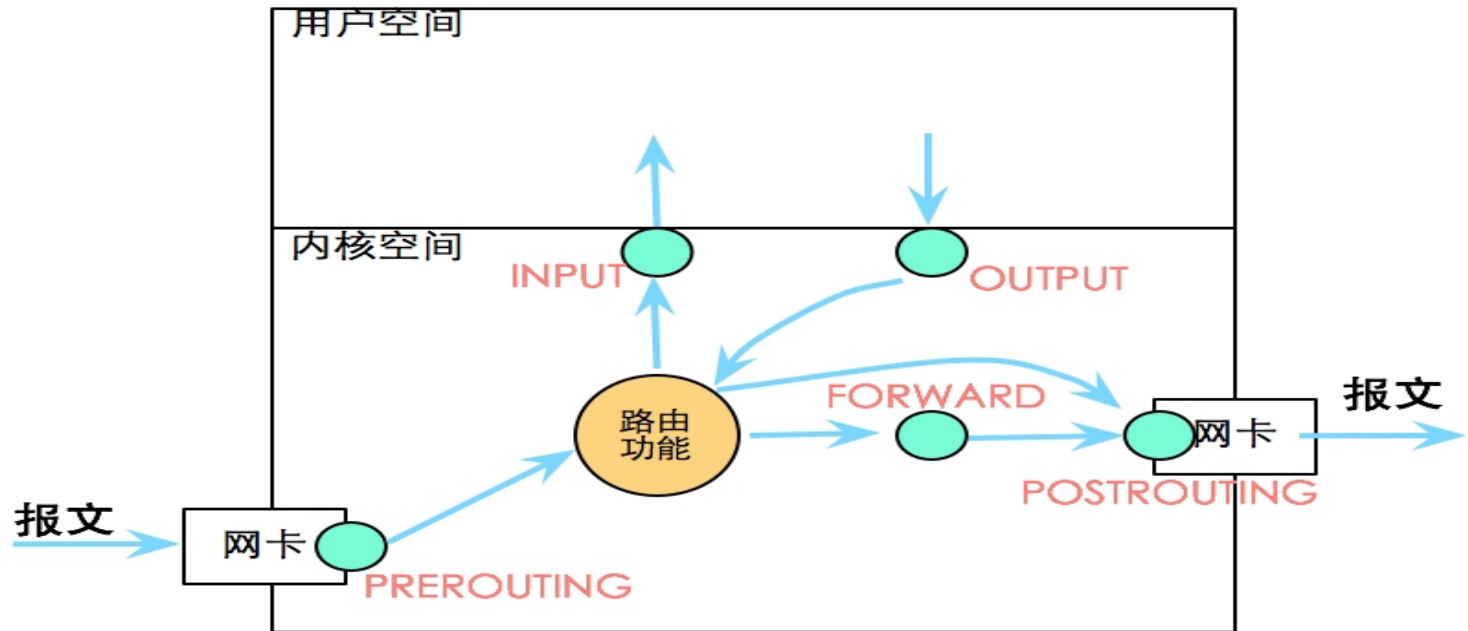 用户空间
内核空间
INPUT
OUTPUT
FORWARD
路由
功能
报文
网卡
POSTROUTING
报文
网卡
PREROUTING